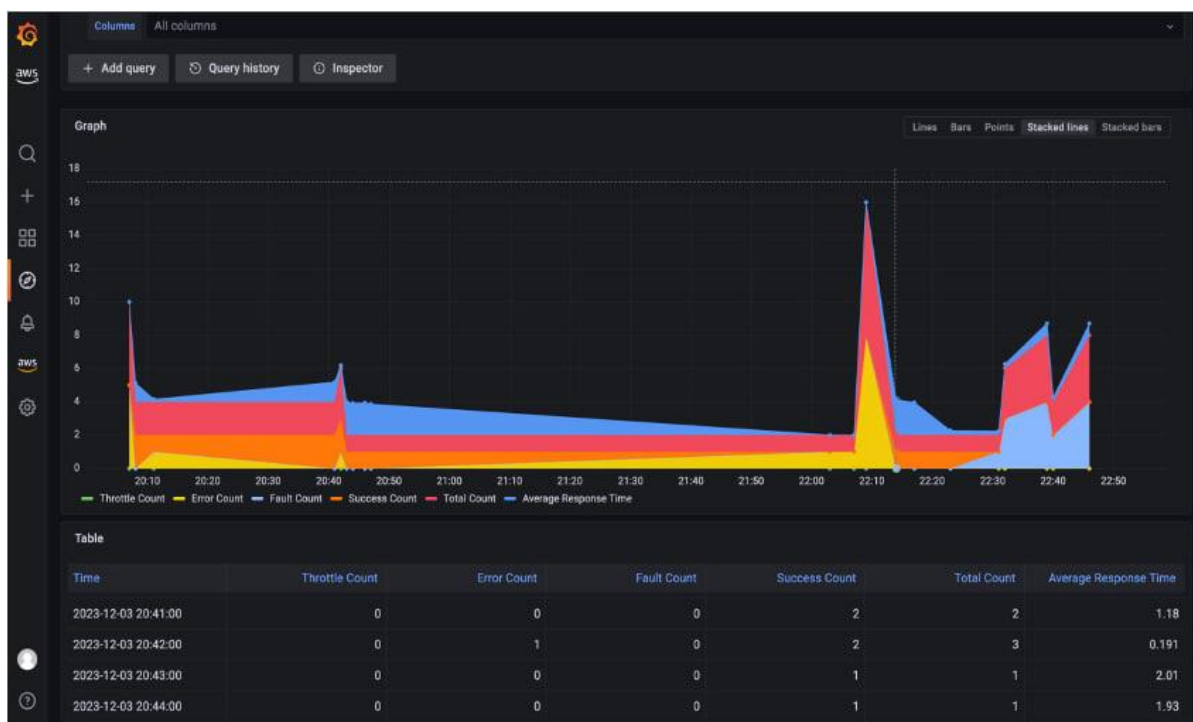 Columns All columns
aws
+ Add query Query history Inspector
Graph
Lines Bars Points Stacked lines Stacked bars
18
16
14
12
10
8
6
4
2
0
20:10 20:20 20:30 20:40 20:50 21:00 21:10 21:20 21:30 21:40 21:50 22:00 22:10 22:20 22:30 22:40 22:50
Throttle Count Error Count Fault Count Success Count Total Count Average Response Time
aws
Table
Time Throttle Count Error Count Fault Count Success Count Total Count Average Response Time
2023-12-03 20:41:00 0 0 0 2 2 1.18
2023-12-03 20:42:00 0 1 0 2 3 0.191
2023-12-03 20:43:00 0 0 0 1 1 2.01
2023-12-03 20:44:00 0 0 0 1 1 1.93